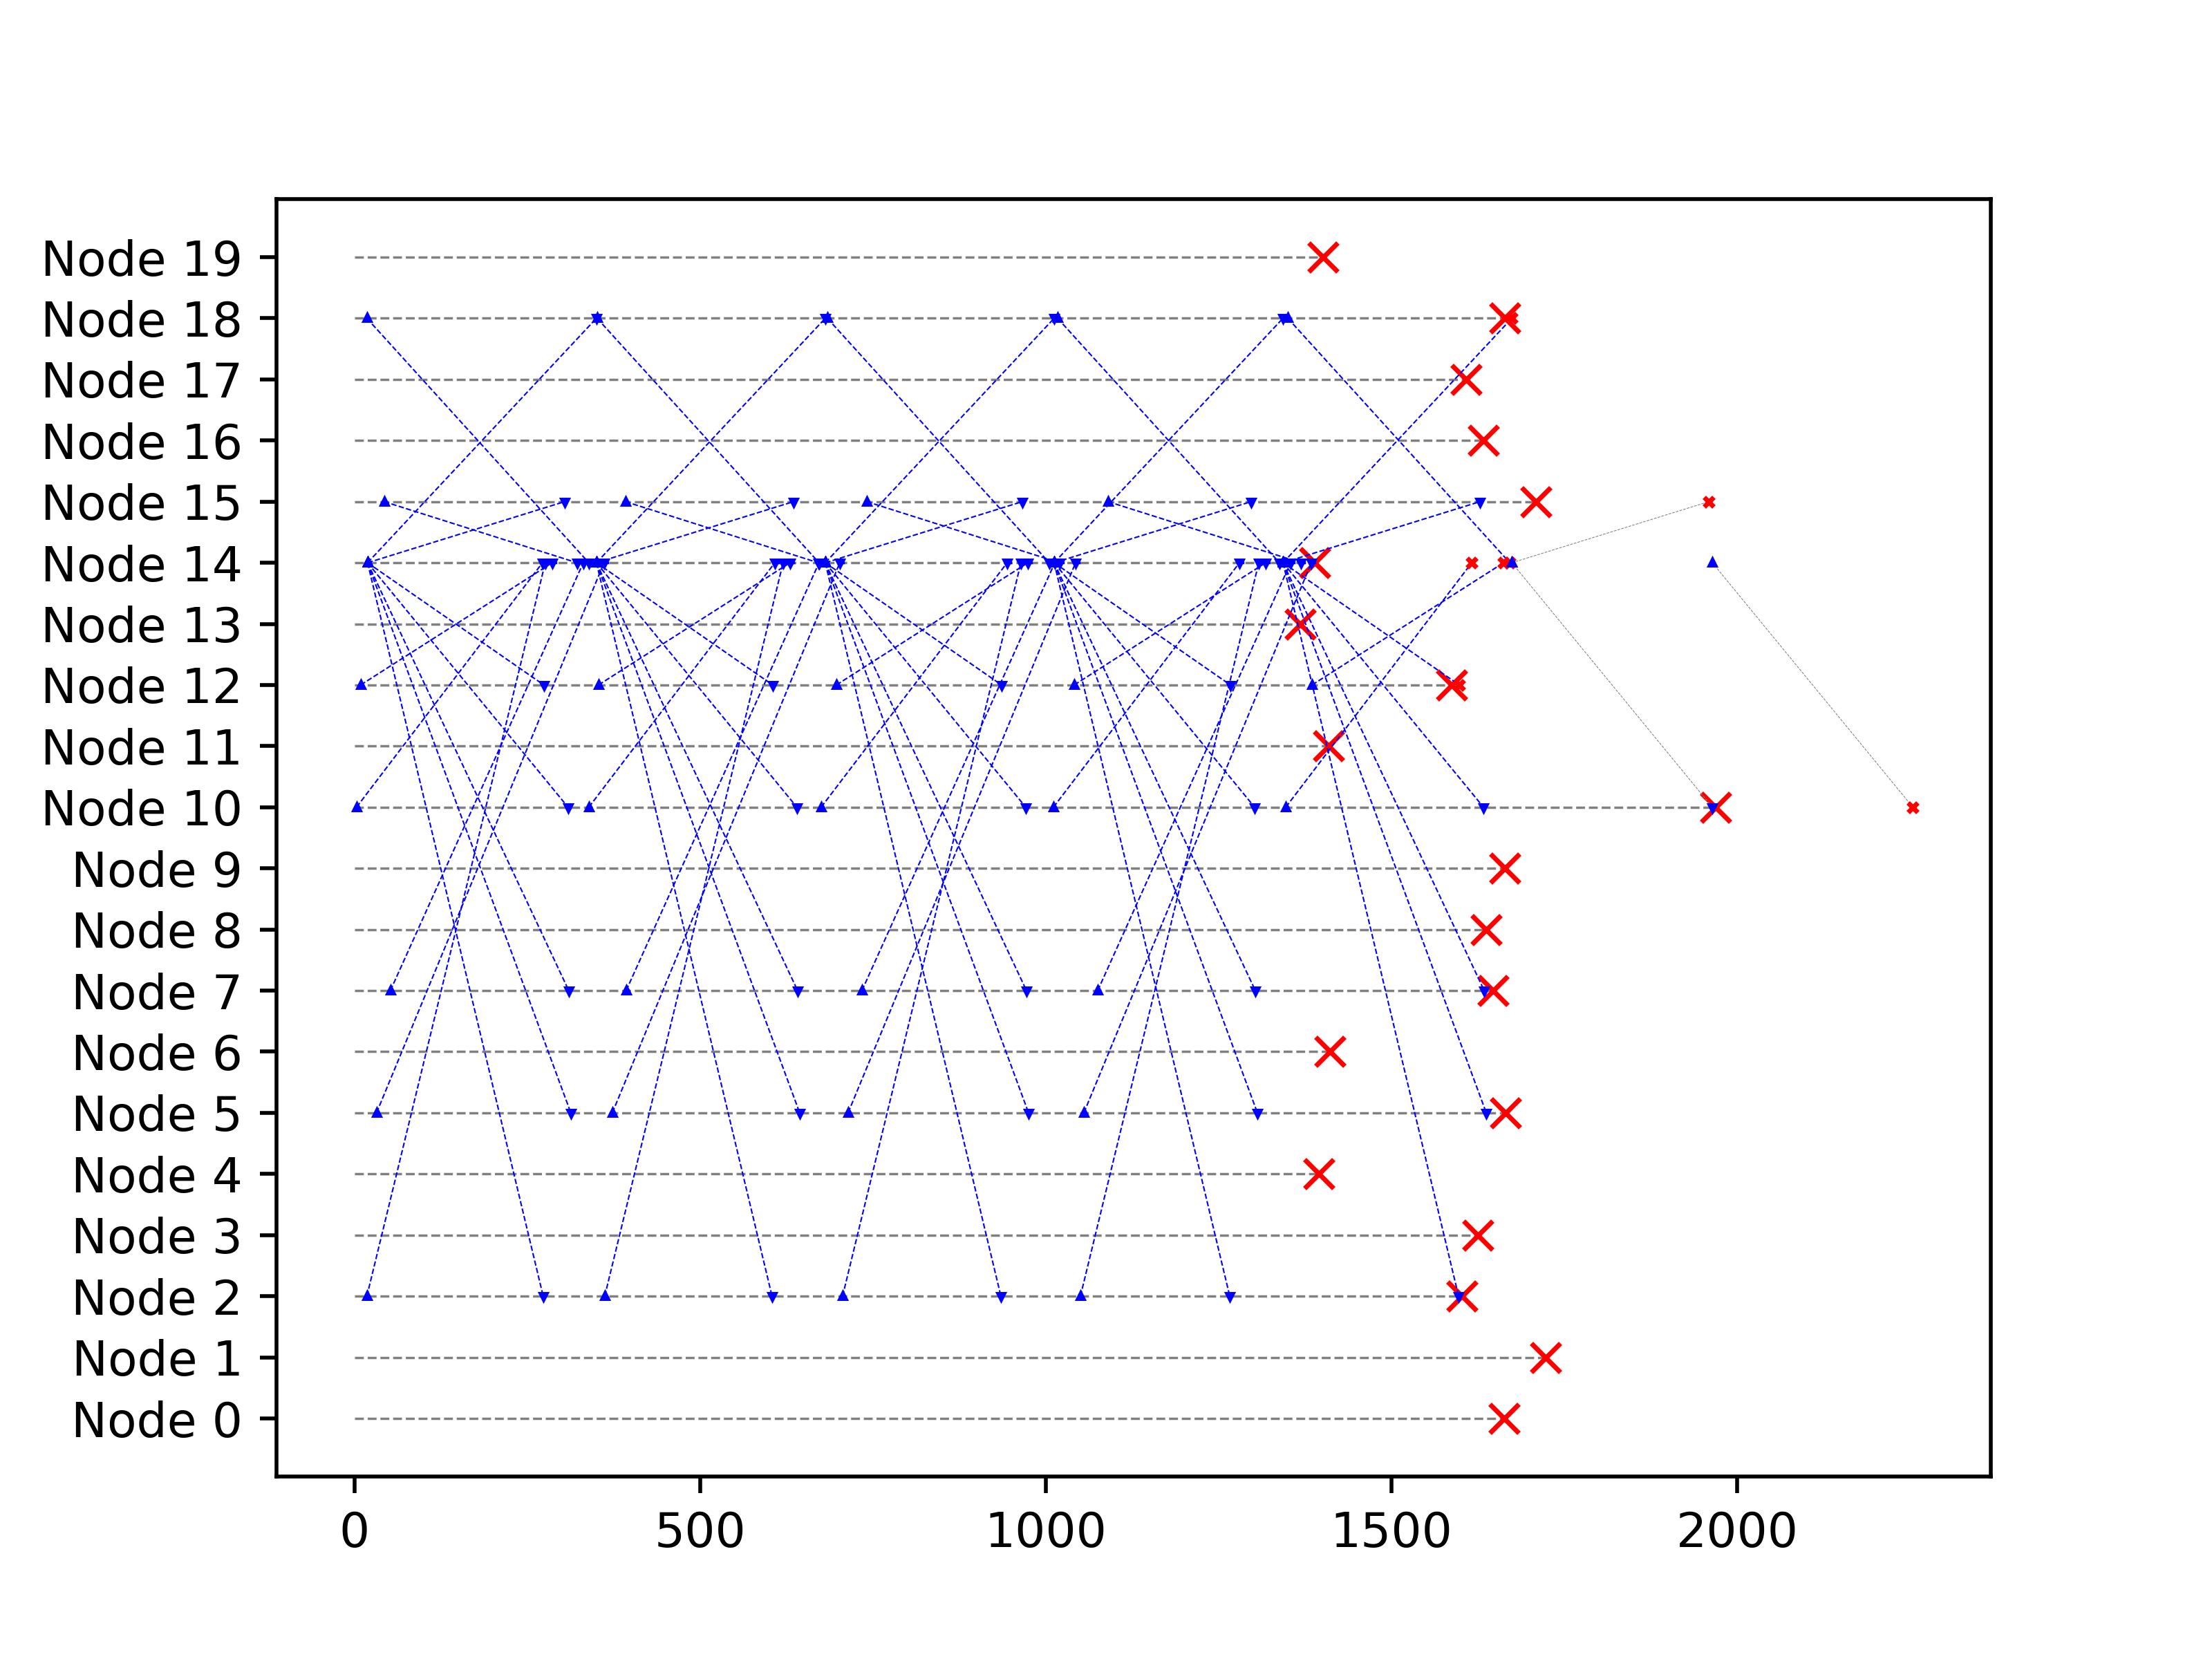 Node 19
Node 18
Node 17
Node 16
Node 15
Node 14
Node 13
Node 12
Node 11
Node 10
Node 9
Node 8
Node 7
Node 6
Node 5
Node 4
Node 3
Node 2
Node 1
Node 0
0 500 1000 1500 2000